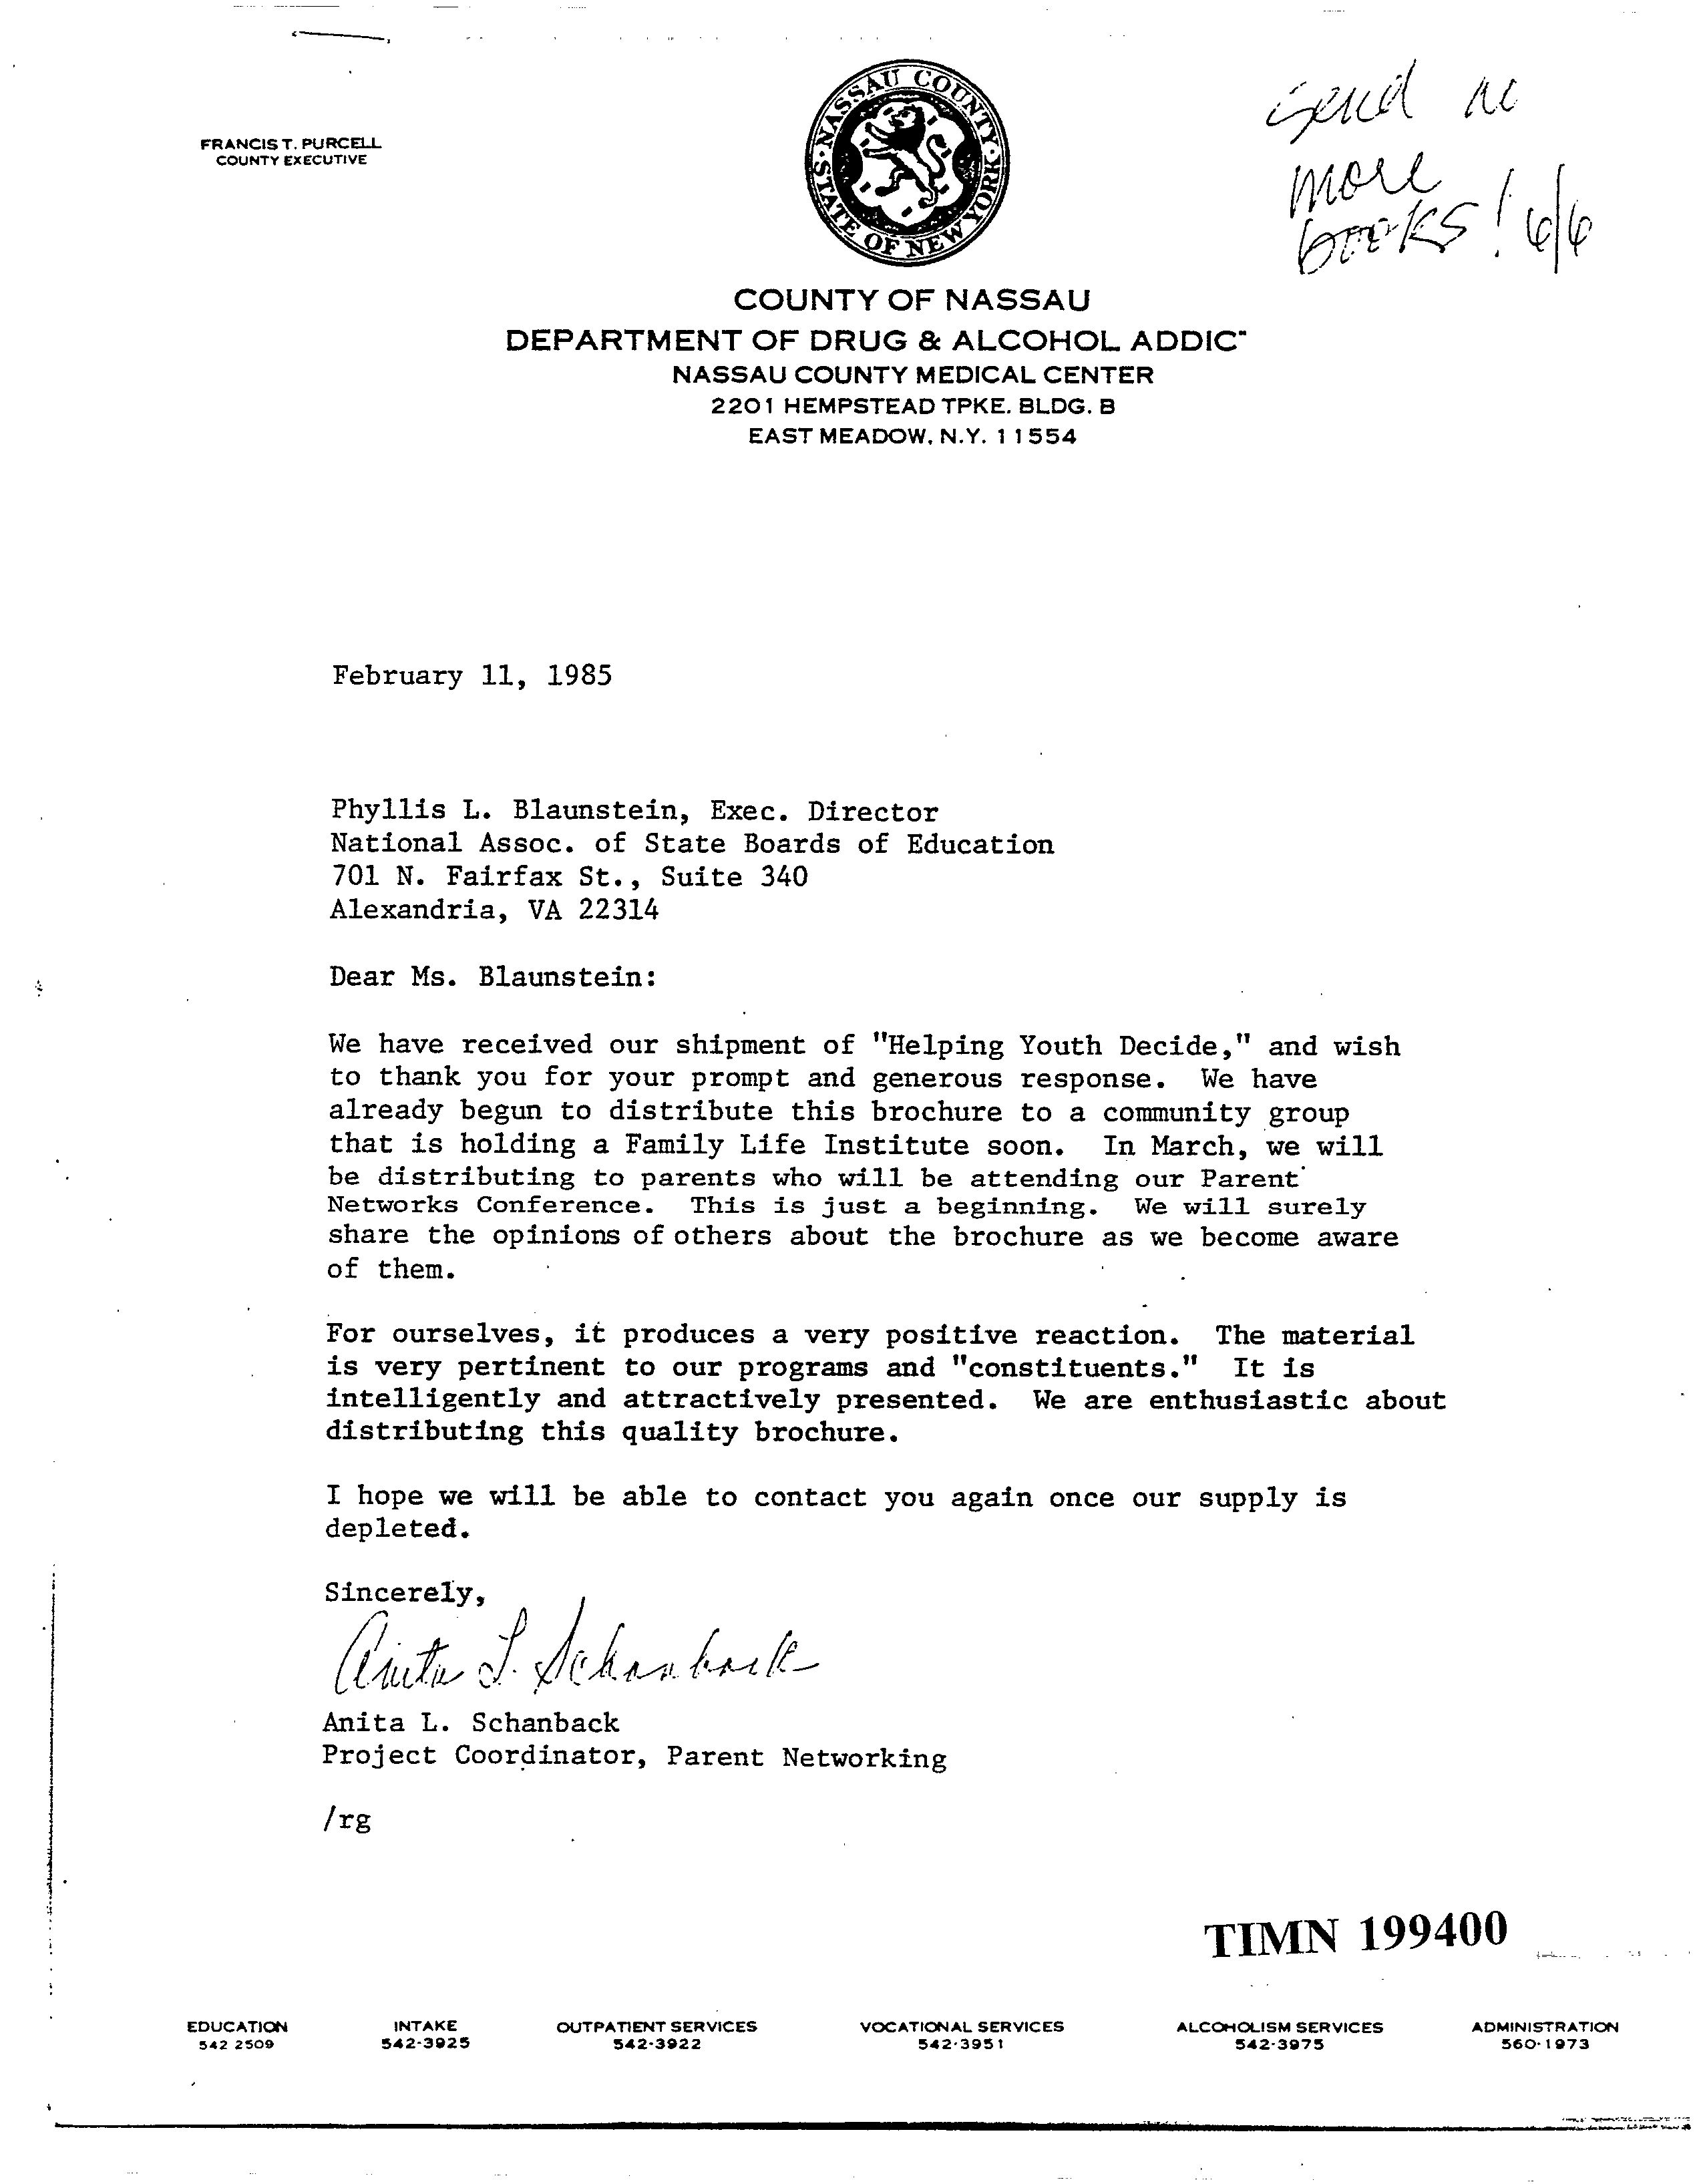 send no
more
books! 6/6
FRANCIS T. PURCELL
COUNTY EXECUTIVE
NASSAU COUNTY · STATE OF NEW YORK ·
COUNTY OF NASSAU
DEPARTMENT OF DRUG & ALCOHOL ADDIC
NASSAU COUNTY MEDICAL CENTER
2201 HEMPSTEAD TPKE. BLDG. B
EAST MEADOW, N.Y. 11554
February 11, 1985
Phyllis L. Blaunstein, Exec. Director
National Assoc. of State Boards of Education
701 N. Fairfax St., Suite 340
Alexandria, VA 22314
Dear Ms. Blaunstein:
We have received our shipment of "Helping Youth Decide," and wish
to thank you for your prompt and generous response. We have
already begun to distribute this brochure to a community group
that is holding a Family Life Institute soon. In March, we will
be distributing to parents who will be attending our Parent
Networks Conference. This is just a beginning. We will surely
share the opinions of others about the brochure as we become aware
of them.
For ourselves, it produces a very positive reaction. The material
is very pertinent to our programs and "constituents." It is
intelligently and attractively presented. We are enthusiastic about
distributing this quality brochure.
I hope we will be able to contact you again once our supply is
depleted.
Sincerely,
Anita L. Schanback
Anita L. Schanback
Project Coordinator, Parent Networking
/rg
TIMN 199400
EDUCATION INTAKE OUTPATIENT SERVICES VOCATIONAL SERVICES ALCOHOLISM SERVICES ADMINISTRATION
542 2509 542-3925 542-3922 542-3951 542-3975 560-1973